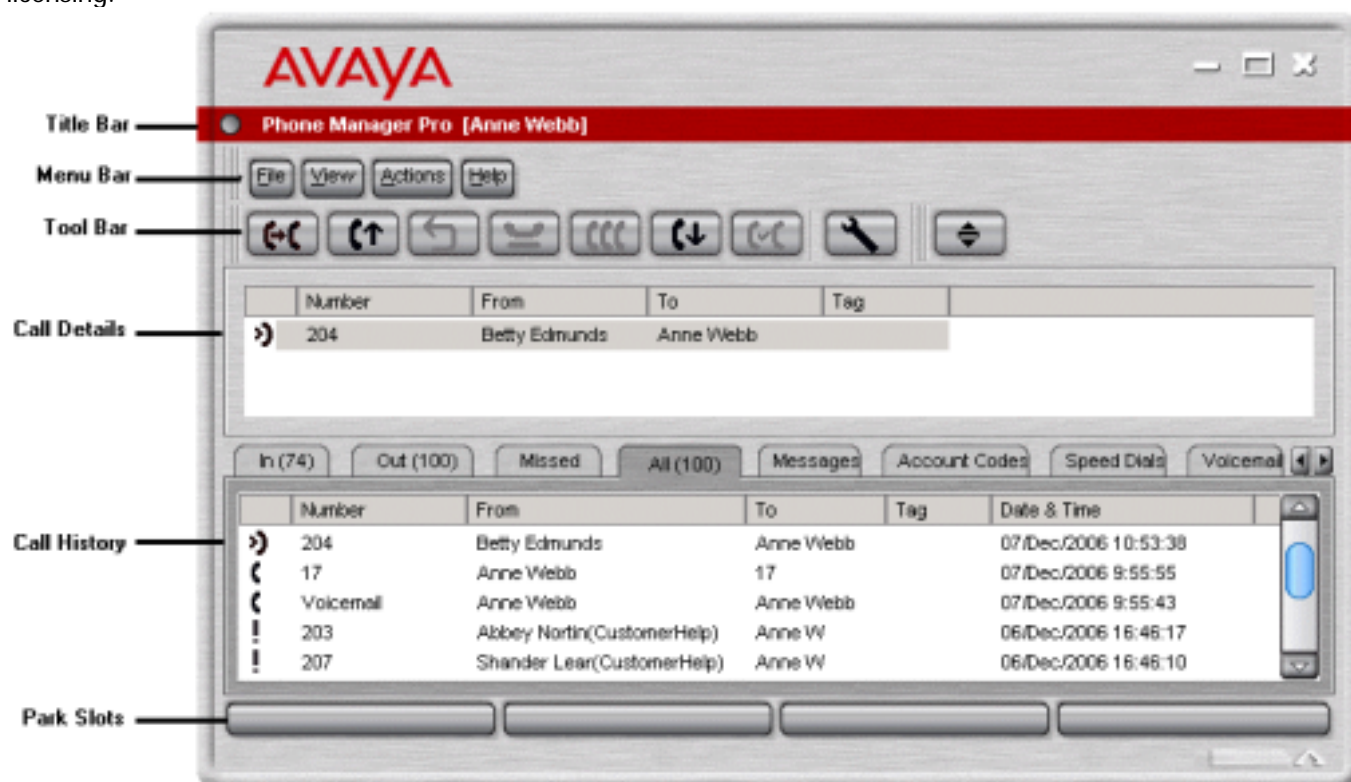 licensing.
AVAYA
Title Bar
Phone Manager Pro [Anne Webb]
Menu Bar
File View Actions Help
Tool Bar
Number From To Tag
Call Details
204 Betty Edmunds Anne Webb
In (74) Out (100) Missed All (100) Messages Account Codes Speed Dials Voicemail
Number From To Tag Date & Time
Call History
204 Betty Edmunds Anne Webb 07/Dec/2006 10:53:38
17 Anne Webb 17 07/Dec/2006 9:55:55
Voicemail Anne Webb Anne Webb 07/Dec/2006 9:55:43
203 Abbey Nortin(CustomerHelp) Anne W 06/Dec/2006 16:46:17
207 Shander Lear(CustomerHelp) Anne W 06/Dec/2006 16:46:10
Park Slots